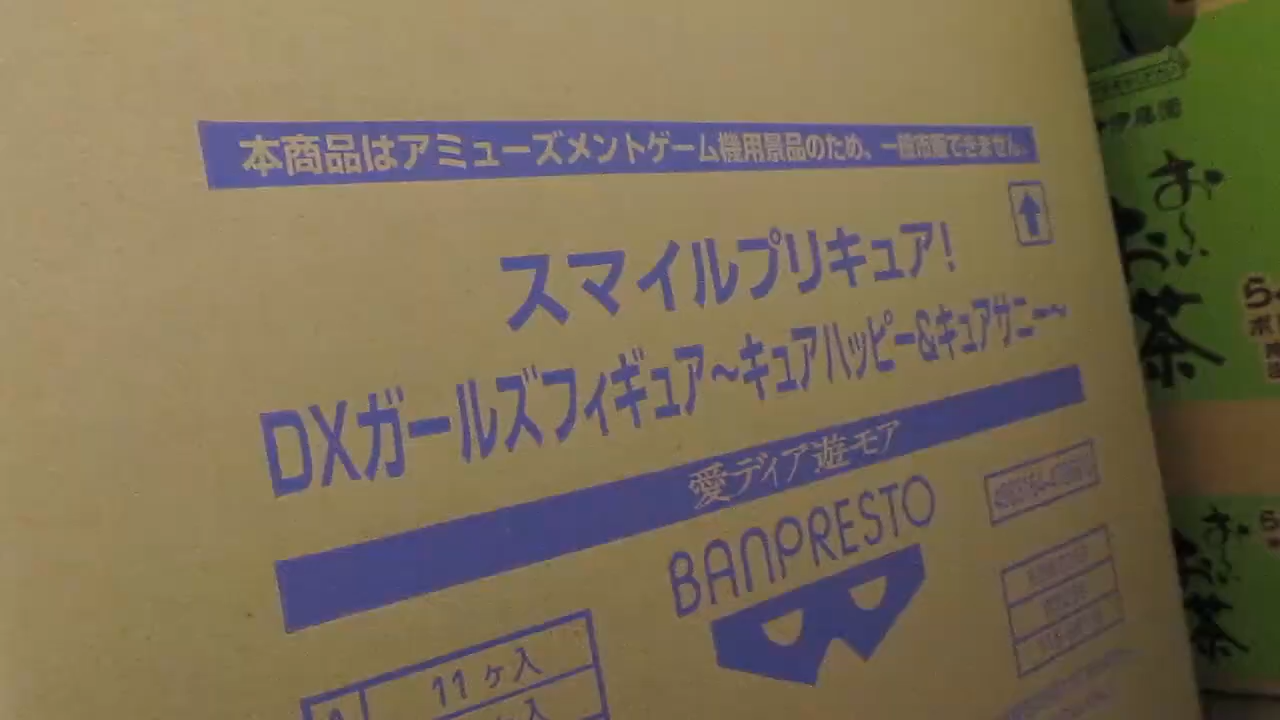 本商品はアミューズメントゲーム機用景品のため、一般市販できません。
スマイルプリキュア!
DXガールズフィギュア~キュアハッピー&キュアサニー~
愛ディア遊モア
BANPRESTO
11ヶ入
お〜いお茶
お〜いお茶